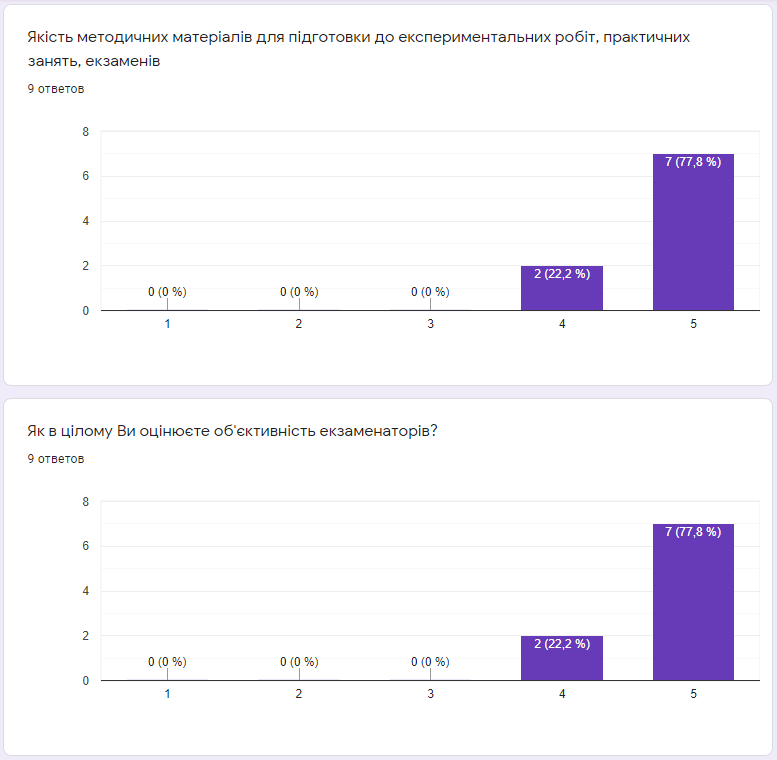 Якість методичних матеріалів для підготовки до експериментальних робіт, практичних
занять, екзаменів
9 ответов
8
6
4
2
0
0 (0 %)
0 (0 %)
0 (0 %)
2 (22,2 %)
7 (77,8 %)
1
2
3
4
5
Як в цілому Ви оцінюєте об'єктивність екзаменаторів?
9 ответов
8
6
4
2
0
0 (0 %)
0 (0 %)
0 (0 %)
2 (22,2 %)
7 (77,8 %)
1
2
3
4
5